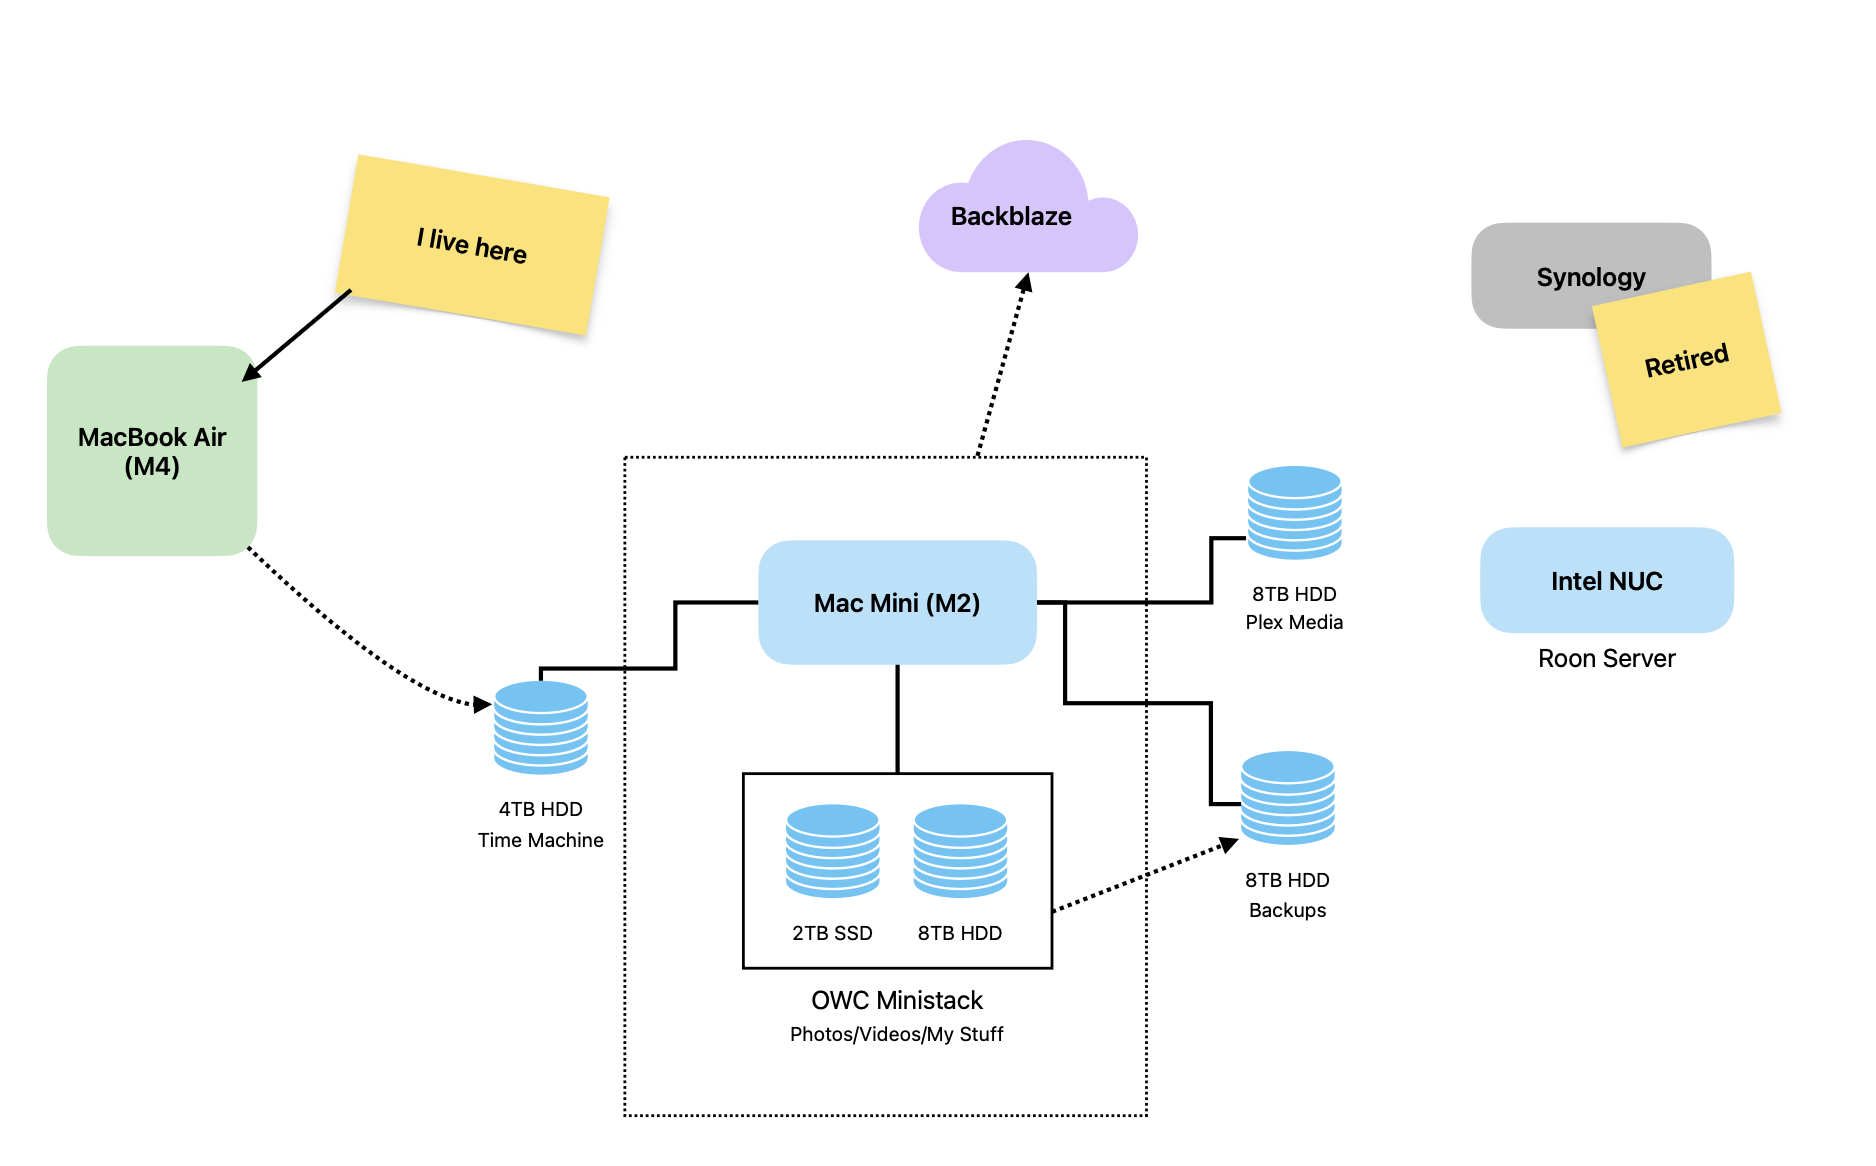 I live here
Backblaze
Synology
Retired
MacBook Air
(M4)
Mac Mini (M2)
8TB HDD
Plex Media
Intel NUC
Roon Server
4TB HDD
Time Machine
2TB SSD
8TB HDD
OWC Ministack
Photos/Videos/My Stuff
8TB HDD
Backups